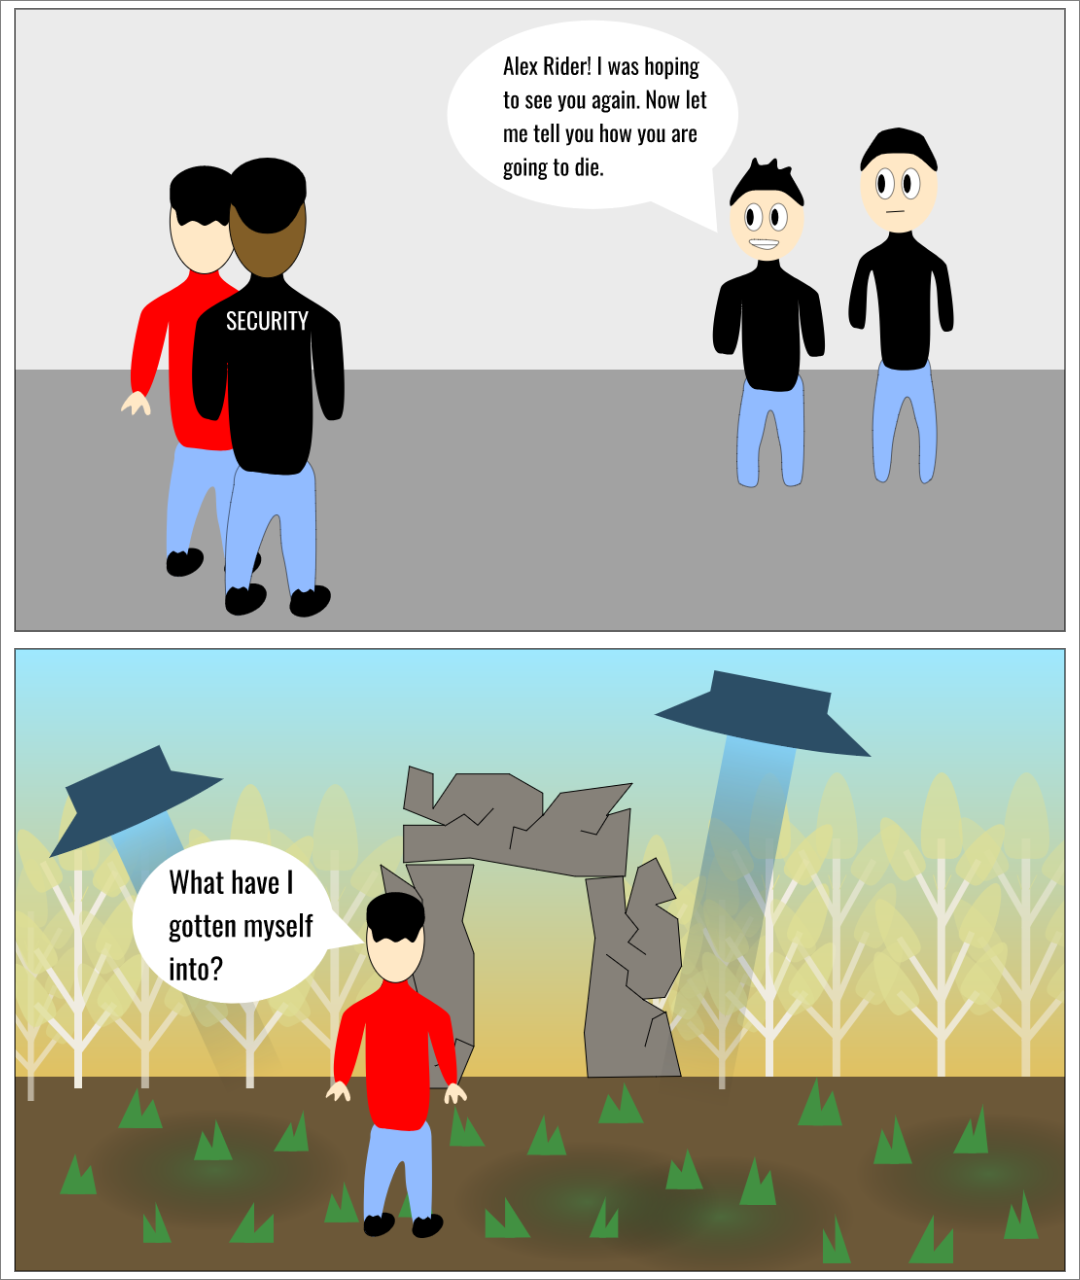 Alex Rider! I was hoping
to see you again. Now let
me tell you how you are
going to die.
SECURITY
What have I
gotten myself
into?